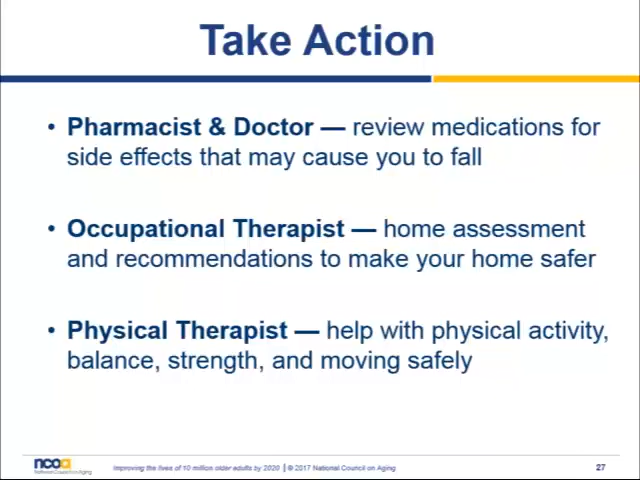 Take Action
• Pharmacist & Doctor — review medications for
side effects that may cause you to fall
• Occupational Therapist — home assessment
and recommendations to make your home safer
• Physical Therapist — help with physical activity,
balance, strength, and moving safely
ncoa
National Council on Aging
Improving the lives of 10 million older adults by 2020 | © 2017 National Council on Aging
27